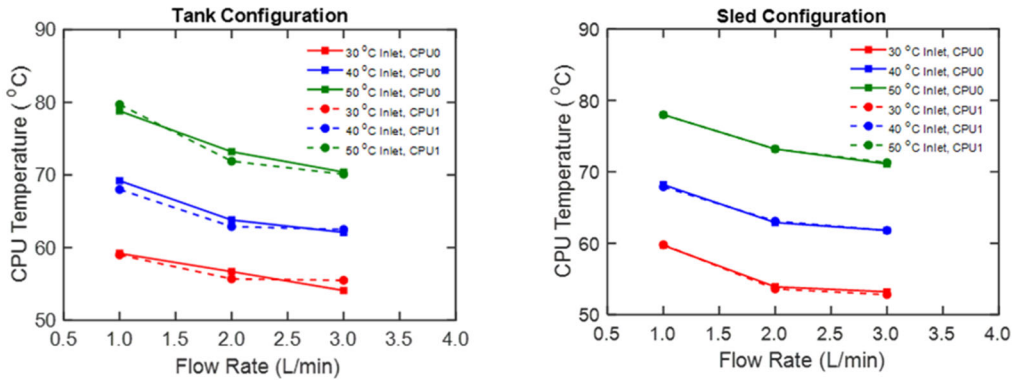 Tank Configuration
90
80
70
60
50
CPU Temperature ( °C)
30 °C Inlet, CPU0
40 °C Inlet, CPU0
50 °C Inlet, CPU0
30 °C Inlet, CPU1
40 °C Inlet, CPU1
50 °C Inlet, CPU1
0.5 1.0 1.5 2.0 2.5 3.0 3.5 4.0
Flow Rate (L/min)
Sled Configuration
90
80
70
60
50
CPU Temperature ( °C)
30 °C Inlet, CPU0
40 °C Inlet, CPU0
50 °C Inlet, CPU0
30 °C Inlet, CPU1
40 °C Inlet, CPU1
50 °C Inlet, CPU1
0.5 1.0 1.5 2.0 2.5 3.0 3.5 4.0
Flow Rate (L/min)